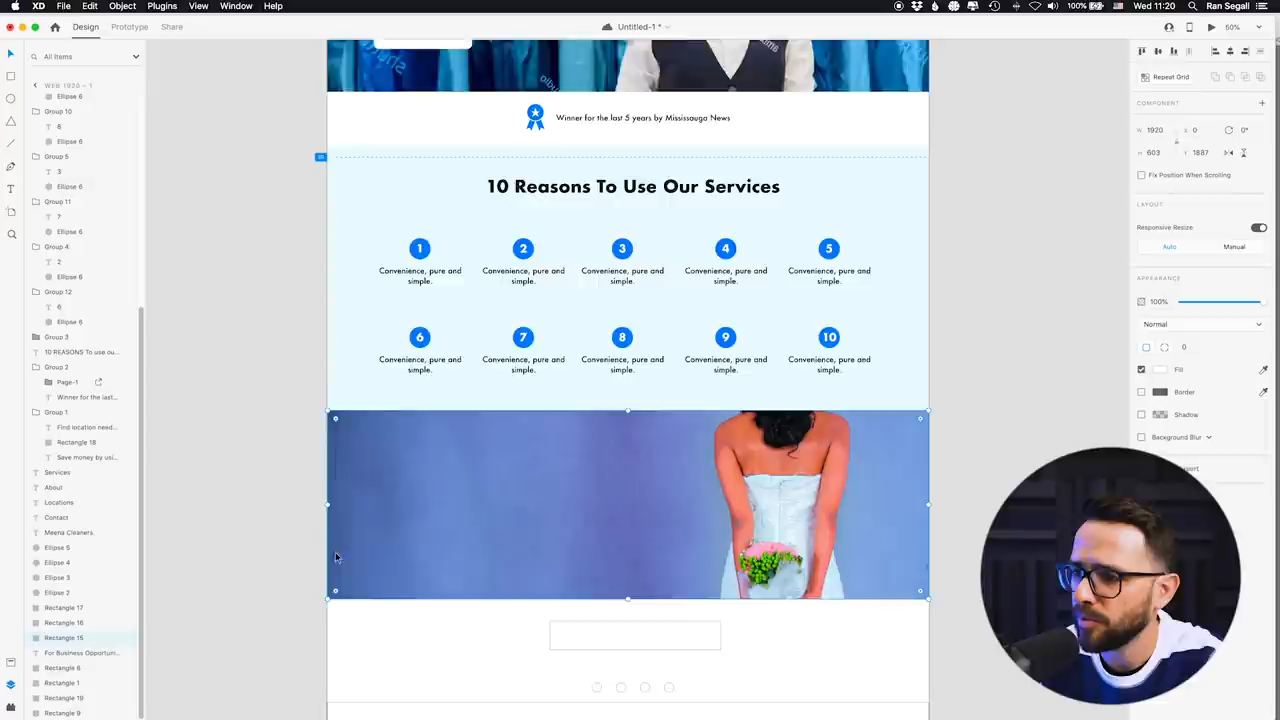 XD File Edit Object Plugins View Window Help
100% Wed 11:20 Ran Segall
Design Prototype Share
Untitled-1 *
50%
All Items
WEB 1920 – 1
Ellipse 6
Group 10
6
Ellipse 6
Group 5
3
Ellipse 6
Group 11
7
Ellipse 6
Group 4
2
Ellipse 6
Group 12
6
Ellipse 6
Group 3
10 REASONS To use ou...
Group 2
Page-1
Winner for the last...
Group 1
Find location need...
Rectangle 18
Save money by usi...
Services
About
Locations
Contact
Meena Cleaners.
Ellipse 5
Ellipse 4
Ellipse 3
Ellipse 2
Rectangle 17
Rectangle 16
Rectangle 15
For Business Opportun...
Rectangle 6
Rectangle 1
Rectangle 19
Rectangle 9
Winner for the last 5 years by Mississauga News
10 Reasons To Use Our Services
1 2 3 4 5
Convenience, pure and simple.
Convenience, pure and simple.
Convenience, pure and simple.
Convenience, pure and simple.
Convenience, pure and simple.
6 7 8 9 10
Convenience, pure and simple.
Convenience, pure and simple.
Convenience, pure and simple.
Convenience, pure and simple.
Convenience, pure and simple.
Repeat Grid
COMPONENT
W 1920 X 0 0°
H 603 Y 1887
Fix Position When Scrolling
LAYOUT
Responsive Resize
Auto Manual
APPEARANCE
100%
Normal
0
Fill
Border
Shadow
Background Blur